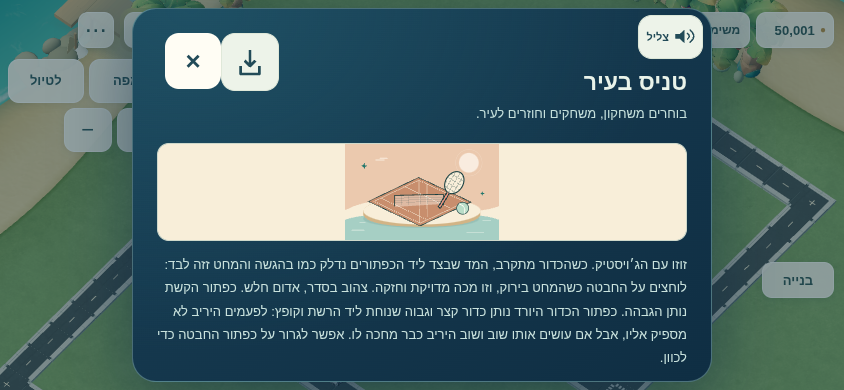 50,001
משימ
צליל
...
לטיול
מפה
טניס בעיר
בוחרים משחקון, משחקים וחוזרים לעיר.
זוזו עם הג׳ויסטיק. כשהכדור מתקרב, המד שבצד ליד הכפתורים נדלק כמו בהגשה והמחט זזה לבד:
לוחצים על החבטה כשהמחט בירוק, וזו מכה מדויקת וחזקה. צהוב בסדר, אדום חלש. כפתור הקשת
נותן הגבהה. כפתור הכדור היורד נותן כדור קצר וגבוה שנוחת ליד הרשת וקופץ: לפעמים היריב לא
מספיק אליו, אבל אם עושים אותו שוב ושוב היריב כבר מחכה לו. אפשר לגרור על כפתור החבטה כדי
לכוון.
בנייה